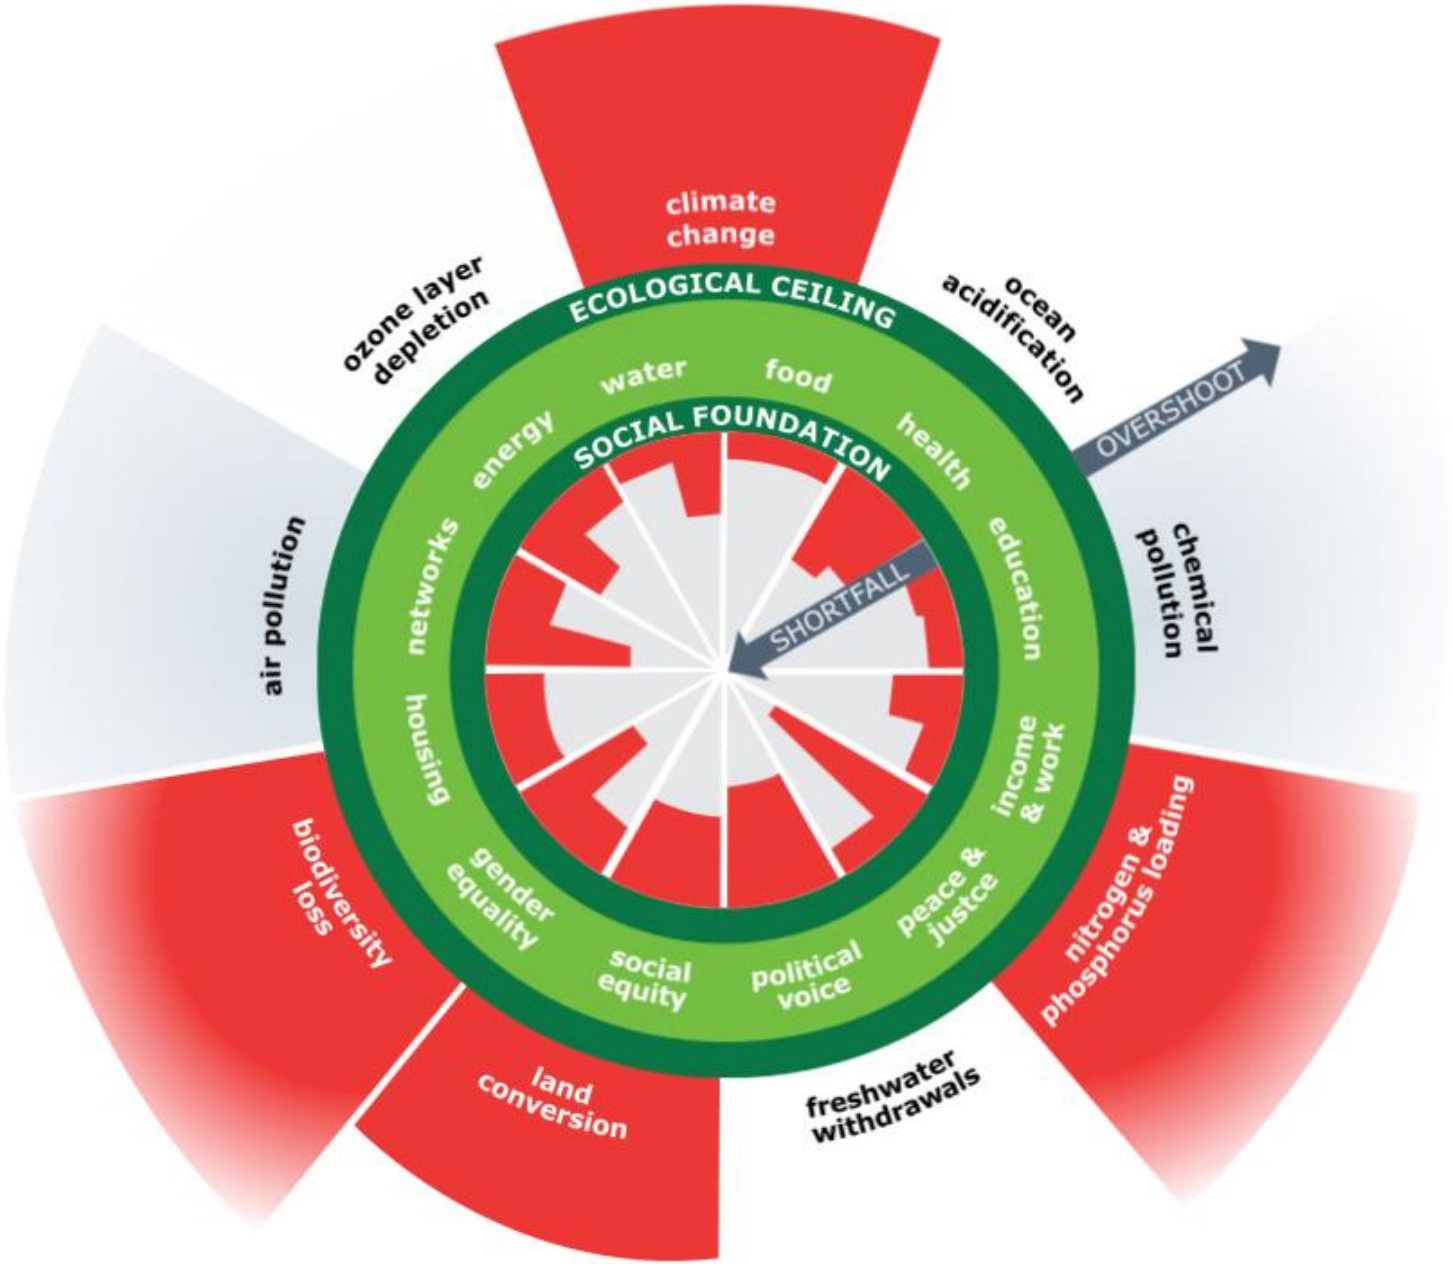 climate
change
ECOLOGICAL CEILING
ozone layer
depletion
ocean
acidification
OVERSHOOT
water
food
SOCIAL FOUNDATION
energy
health
networks
education
SHORTFALL
air pollution
chemical
pollution
housing
income
& work
gender
equality
peace &
justce
social
equity
political
voice
biodiversity
loss
nitrogen &
phosphorus loading
land
conversion
freshwater
withdrawals